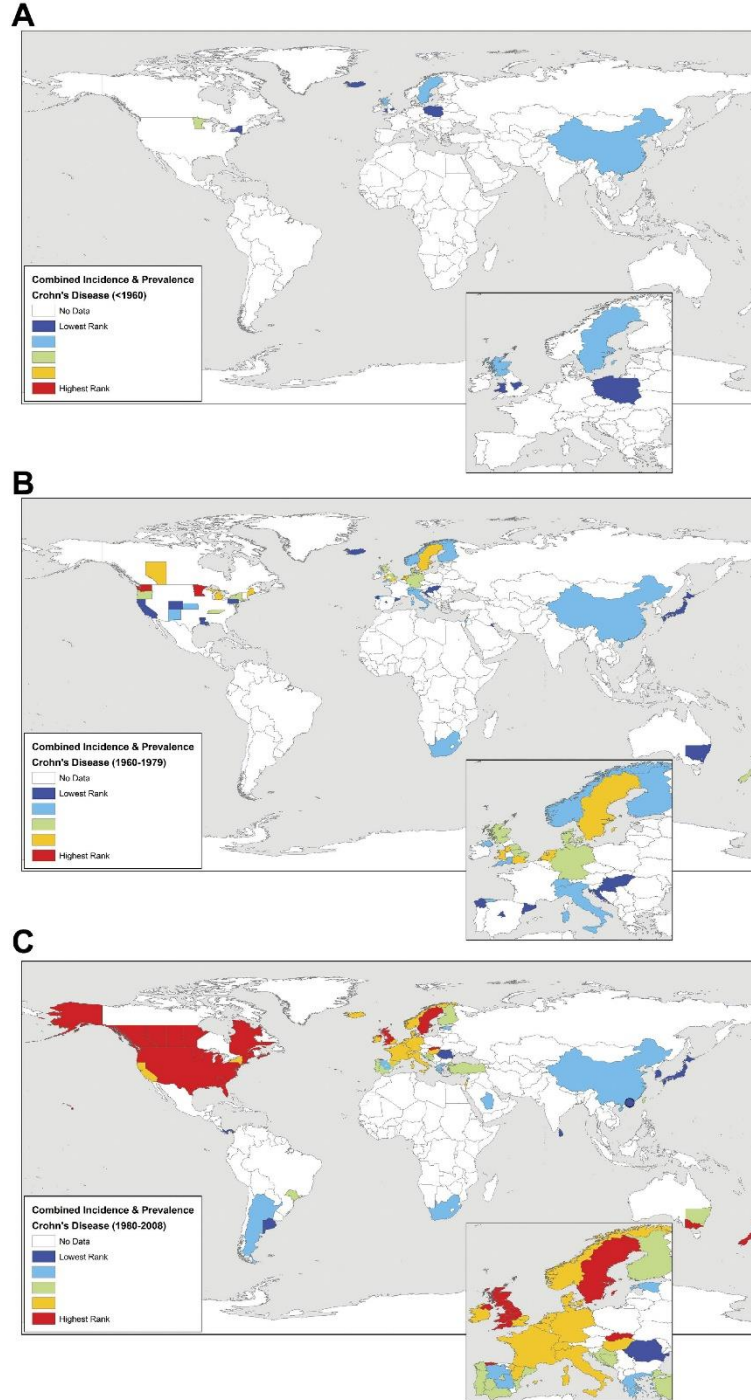 A
Combined Incidence & Prevalence
Crohn's Disease (<1960)
No Data
Lowest Rank
Highest Rank
B
Combined Incidence & Prevalence
Crohn's Disease (1960-1979)
No Data
Lowest Rank
Highest Rank
C
Combined Incidence & Prevalence
Crohn's Disease (1980-2008)
No Data
Lowest Rank
Highest Rank